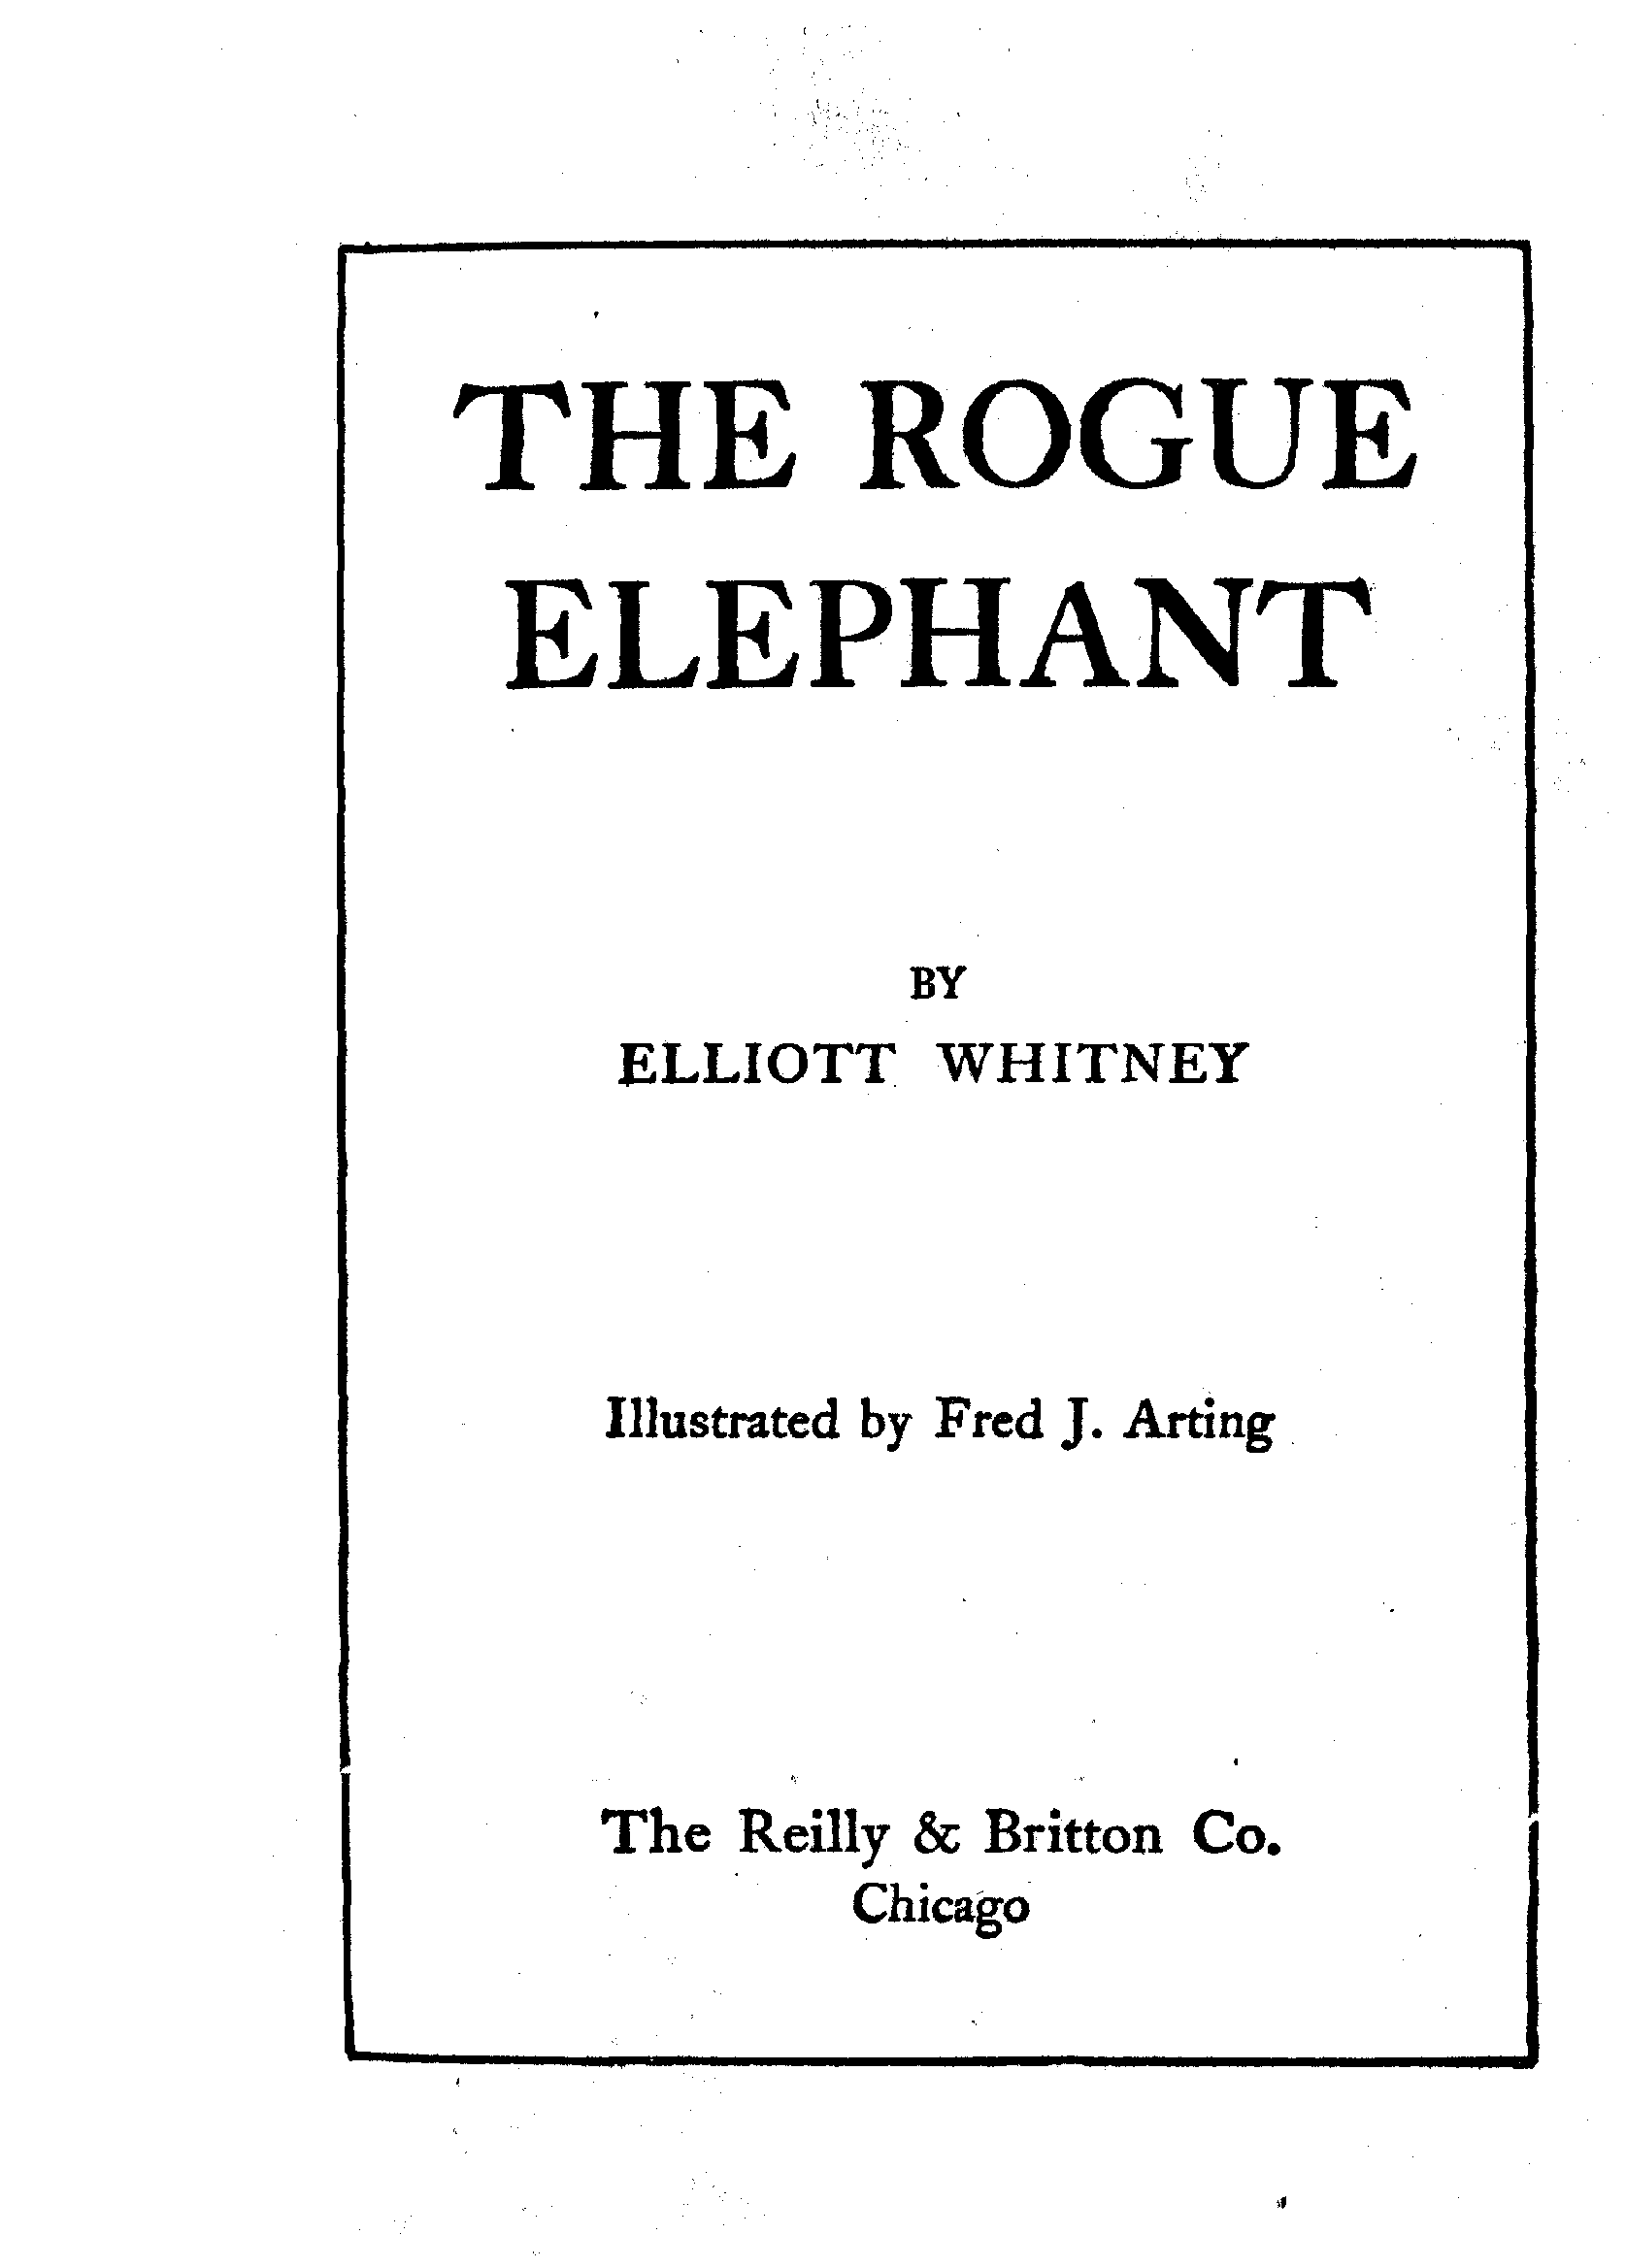 THE ROGUE
ELEPHANT
BY
ELLIOTT WHITNEY
Illustrated by Fred J. Arting
The Reilly & Britton Co.
Chicago